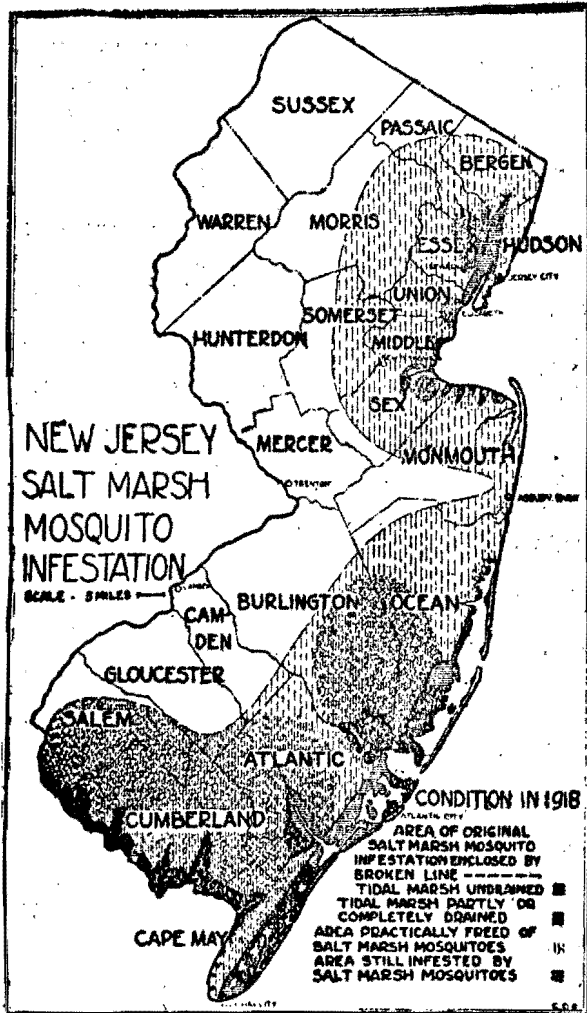 SUSSEX
PASSAIC
BERGEN
WARREN
MORRIS
ESSEX
HUDSON
JERSEY CITY
UNION
SOMERSET
HUNTERDON
MIDDLE
SEX
MERCER
MONMOUTH
TRENTON
ASBURY PARK
NEW JERSEY
SALT MARSH
MOSQUITO
INFESTATION
SCALE - 5 MILES
BURLINGTON
OCEAN
CAM-
DEN
GLOUCESTER
SALEM
ATLANTIC
CUMBERLAND
CAPE MAY
ATLANTIC CITY
CONDITION IN 1918
AREA OF ORIGINAL
SALT MARSH MOSQUITO
INFESTATION ENCLOSED BY
BROKEN LINE
TIDAL MARSH UNDRAINED
TIDAL MARSH PARTLY OR
COMPLETELY DRAINED
AREA PRACTICALLY FREED OF
SALT MARSH MOSQUITOES
AREA STILL INFESTED BY
SALT MARSH MOSQUITOES